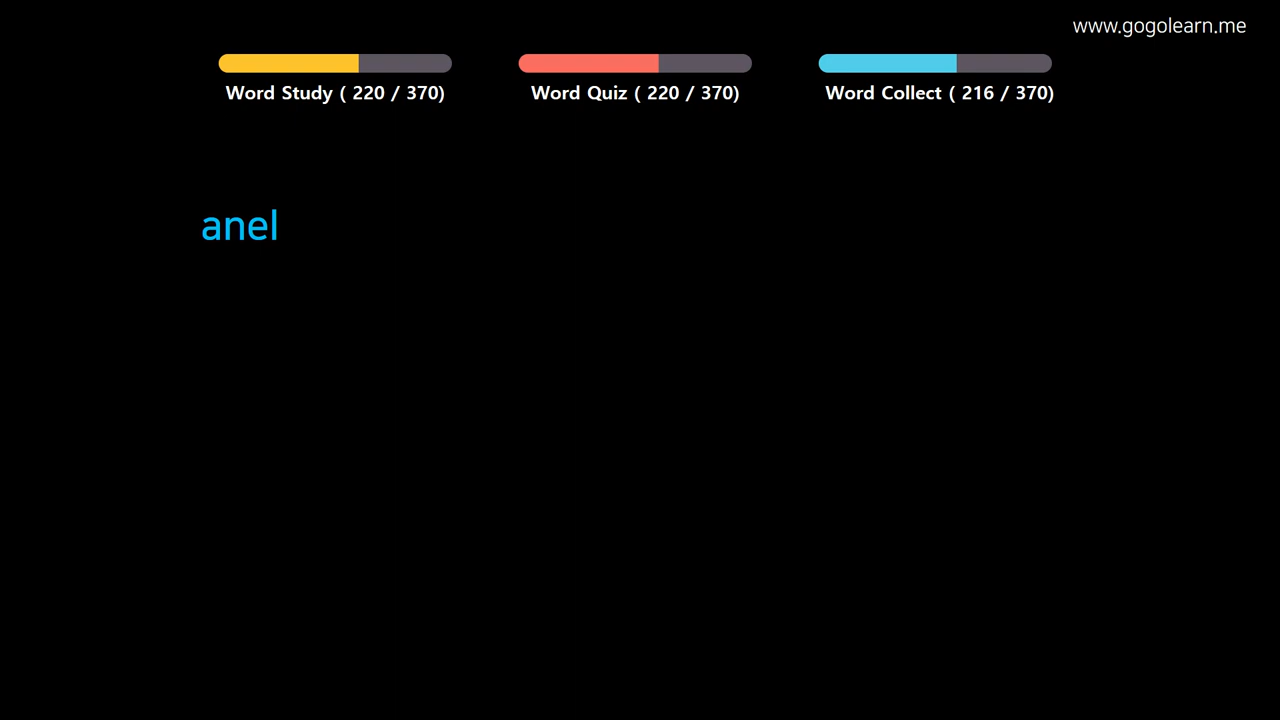 www.gogolearn.me
Word Study ( 220 / 370)
Word Quiz ( 220 / 370)
Word Collect ( 216 / 370)
anel